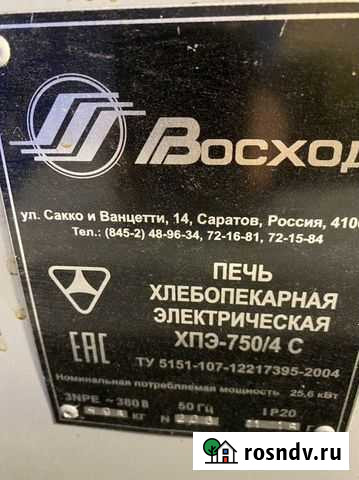 Восход
ул. Сакко и Ванцетти, 14, Саратов, Россия, 4100
Тел.: (845-2) 48-96-34, 72-16-81, 72-15-84
ПЕЧЬ
ХЛЕБОПЕКАРНАЯ
ЭЛЕКТРИЧЕСКАЯ
ХПЭ-750/4 С
ЕАС
ТУ 5151-107-12217395-2004
Номинальная потребляемая мощность 25,6 кВт
3NPE ~380В 50 ГЦ IP20
КГ N Г
rosndv.ru